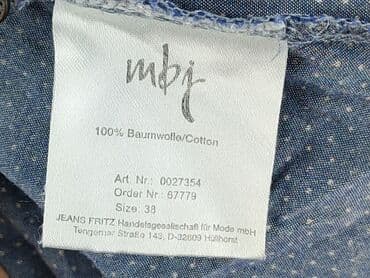 mbj
100% Baumwolle/Cotton
Art. Nr.: 0027354
Order Nr.: 67779
Size: 38
JEANS FRITZ Handelsgesellschaft für Mode mbH
Tengerner Straße 143, D-32609 Hüllhorst